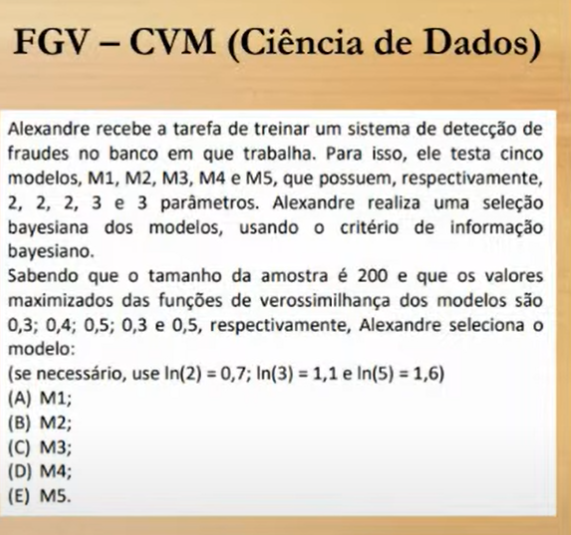 FGV – CVM (Ciência de Dados)
Alexandre recebe a tarefa de treinar um sistema de detecção de
fraudes no banco em que trabalha. Para isso, ele testa cinco
modelos, M1, M2, M3, M4 e M5, que possuem, respectivamente,
2, 2, 2, 3 e 3 parâmetros. Alexandre realiza uma seleção
bayesiana dos modelos, usando o critério de informação
bayesiano.
Sabendo que o tamanho da amostra é 200 e que os valores
maximizados das funções de verossimilhança dos modelos são
0,3; 0,4; 0,5; 0,3 e 0,5, respectivamente, Alexandre seleciona o
modelo:
(se necessário, use ln(2) = 0,7; ln(3) = 1,1 e ln(5) = 1,6)
(A) M1;
(B) M2;
(C) M3;
(D) M4;
(E) M5.